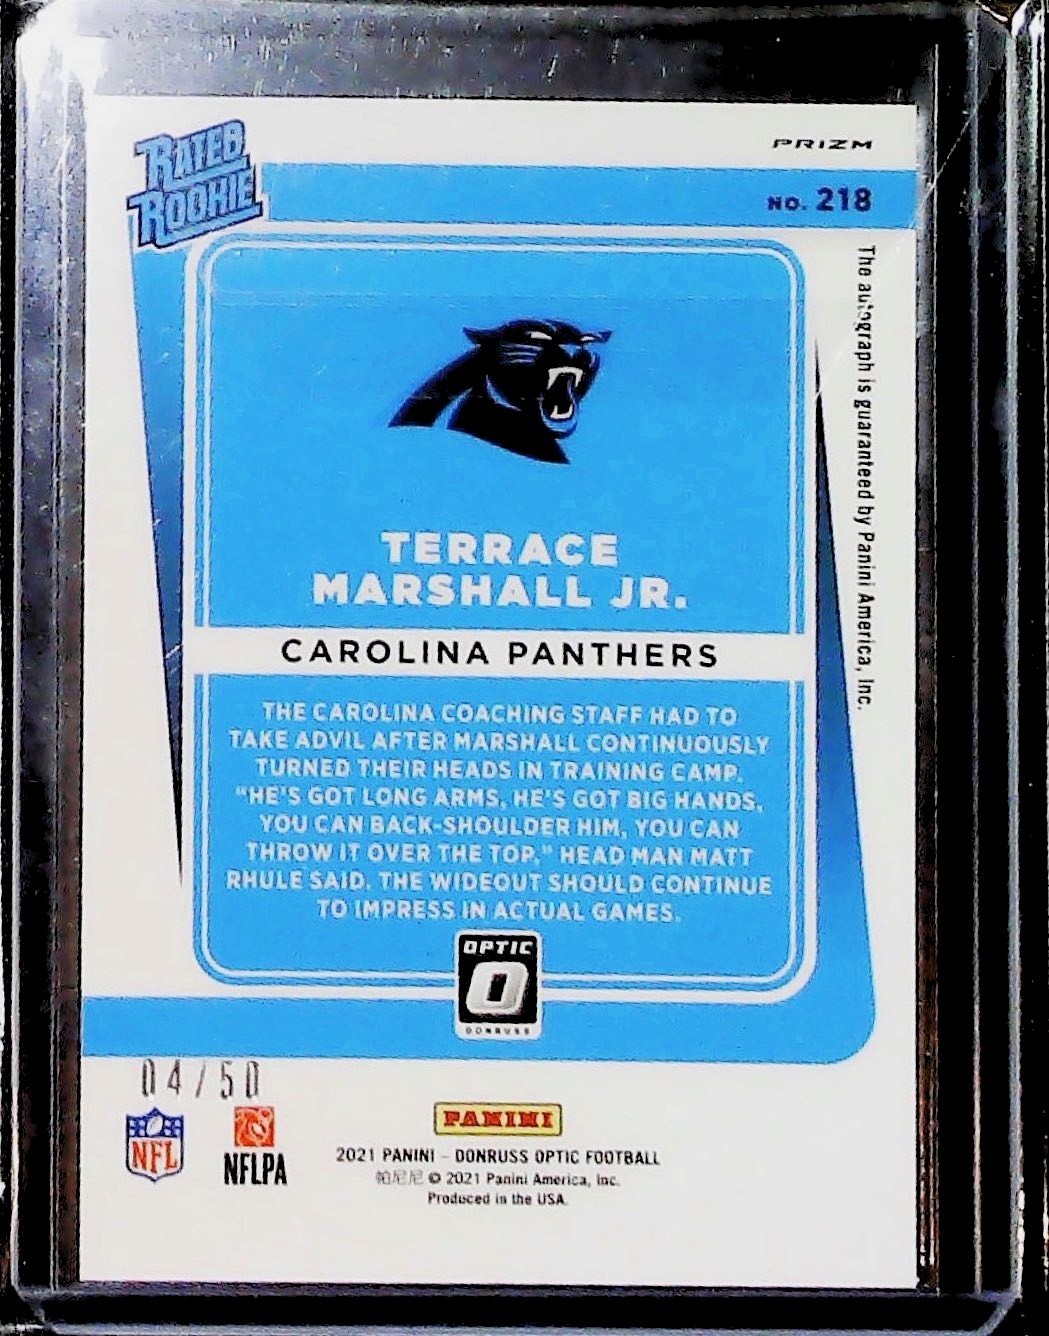 RATED
ROOKIE
PRIZM
NO. 218
The autograph is guaranteed by Panini America, Inc.
TERRACE
MARSHALL JR.
CAROLINA PANTHERS
THE CAROLINA COACHING STAFF HAD TO
TAKE ADVIL AFTER MARSHALL CONTINUOUSLY
TURNED THEIR HEADS IN TRAINING CAMP.
"HE'S GOT LONG ARMS, HE'S GOT BIG HANDS,
YOU CAN BACK-SHOULDER HIM, YOU CAN
THROW IT OVER THE TOP," HEAD MAN MATT
RHULE SAID. THE WIDEOUT SHOULD CONTINUE
TO IMPRESS IN ACTUAL GAMES.
OPTIC
O
DONRUSS
04/50
NFL
NFLPA
PANINI
2021 PANINI – DONRUSS OPTIC FOOTBALL
帕尼尼 © 2021 Panini America, Inc.
Produced in the USA.